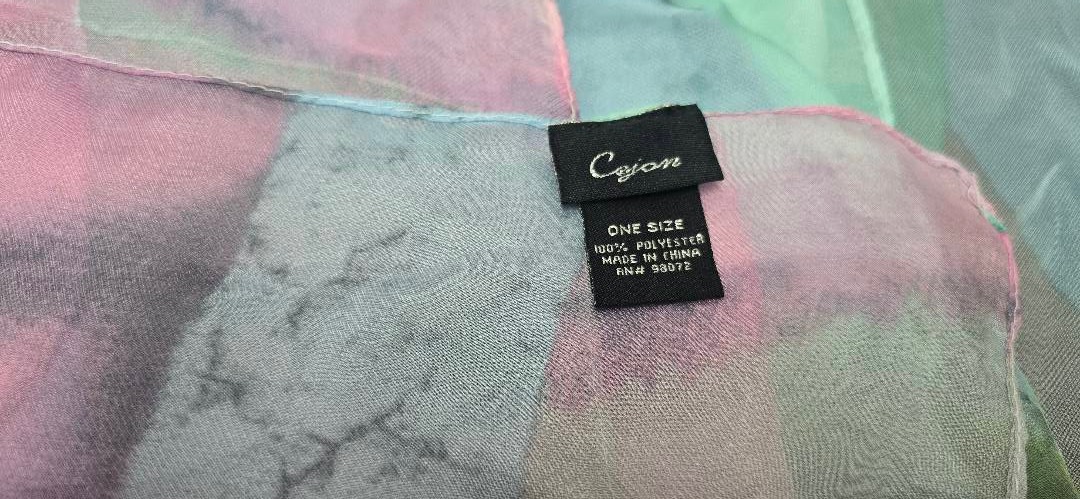 Cejon
ONE SIZE
100% POLYESTER
MADE IN CHINA
RN# 98072